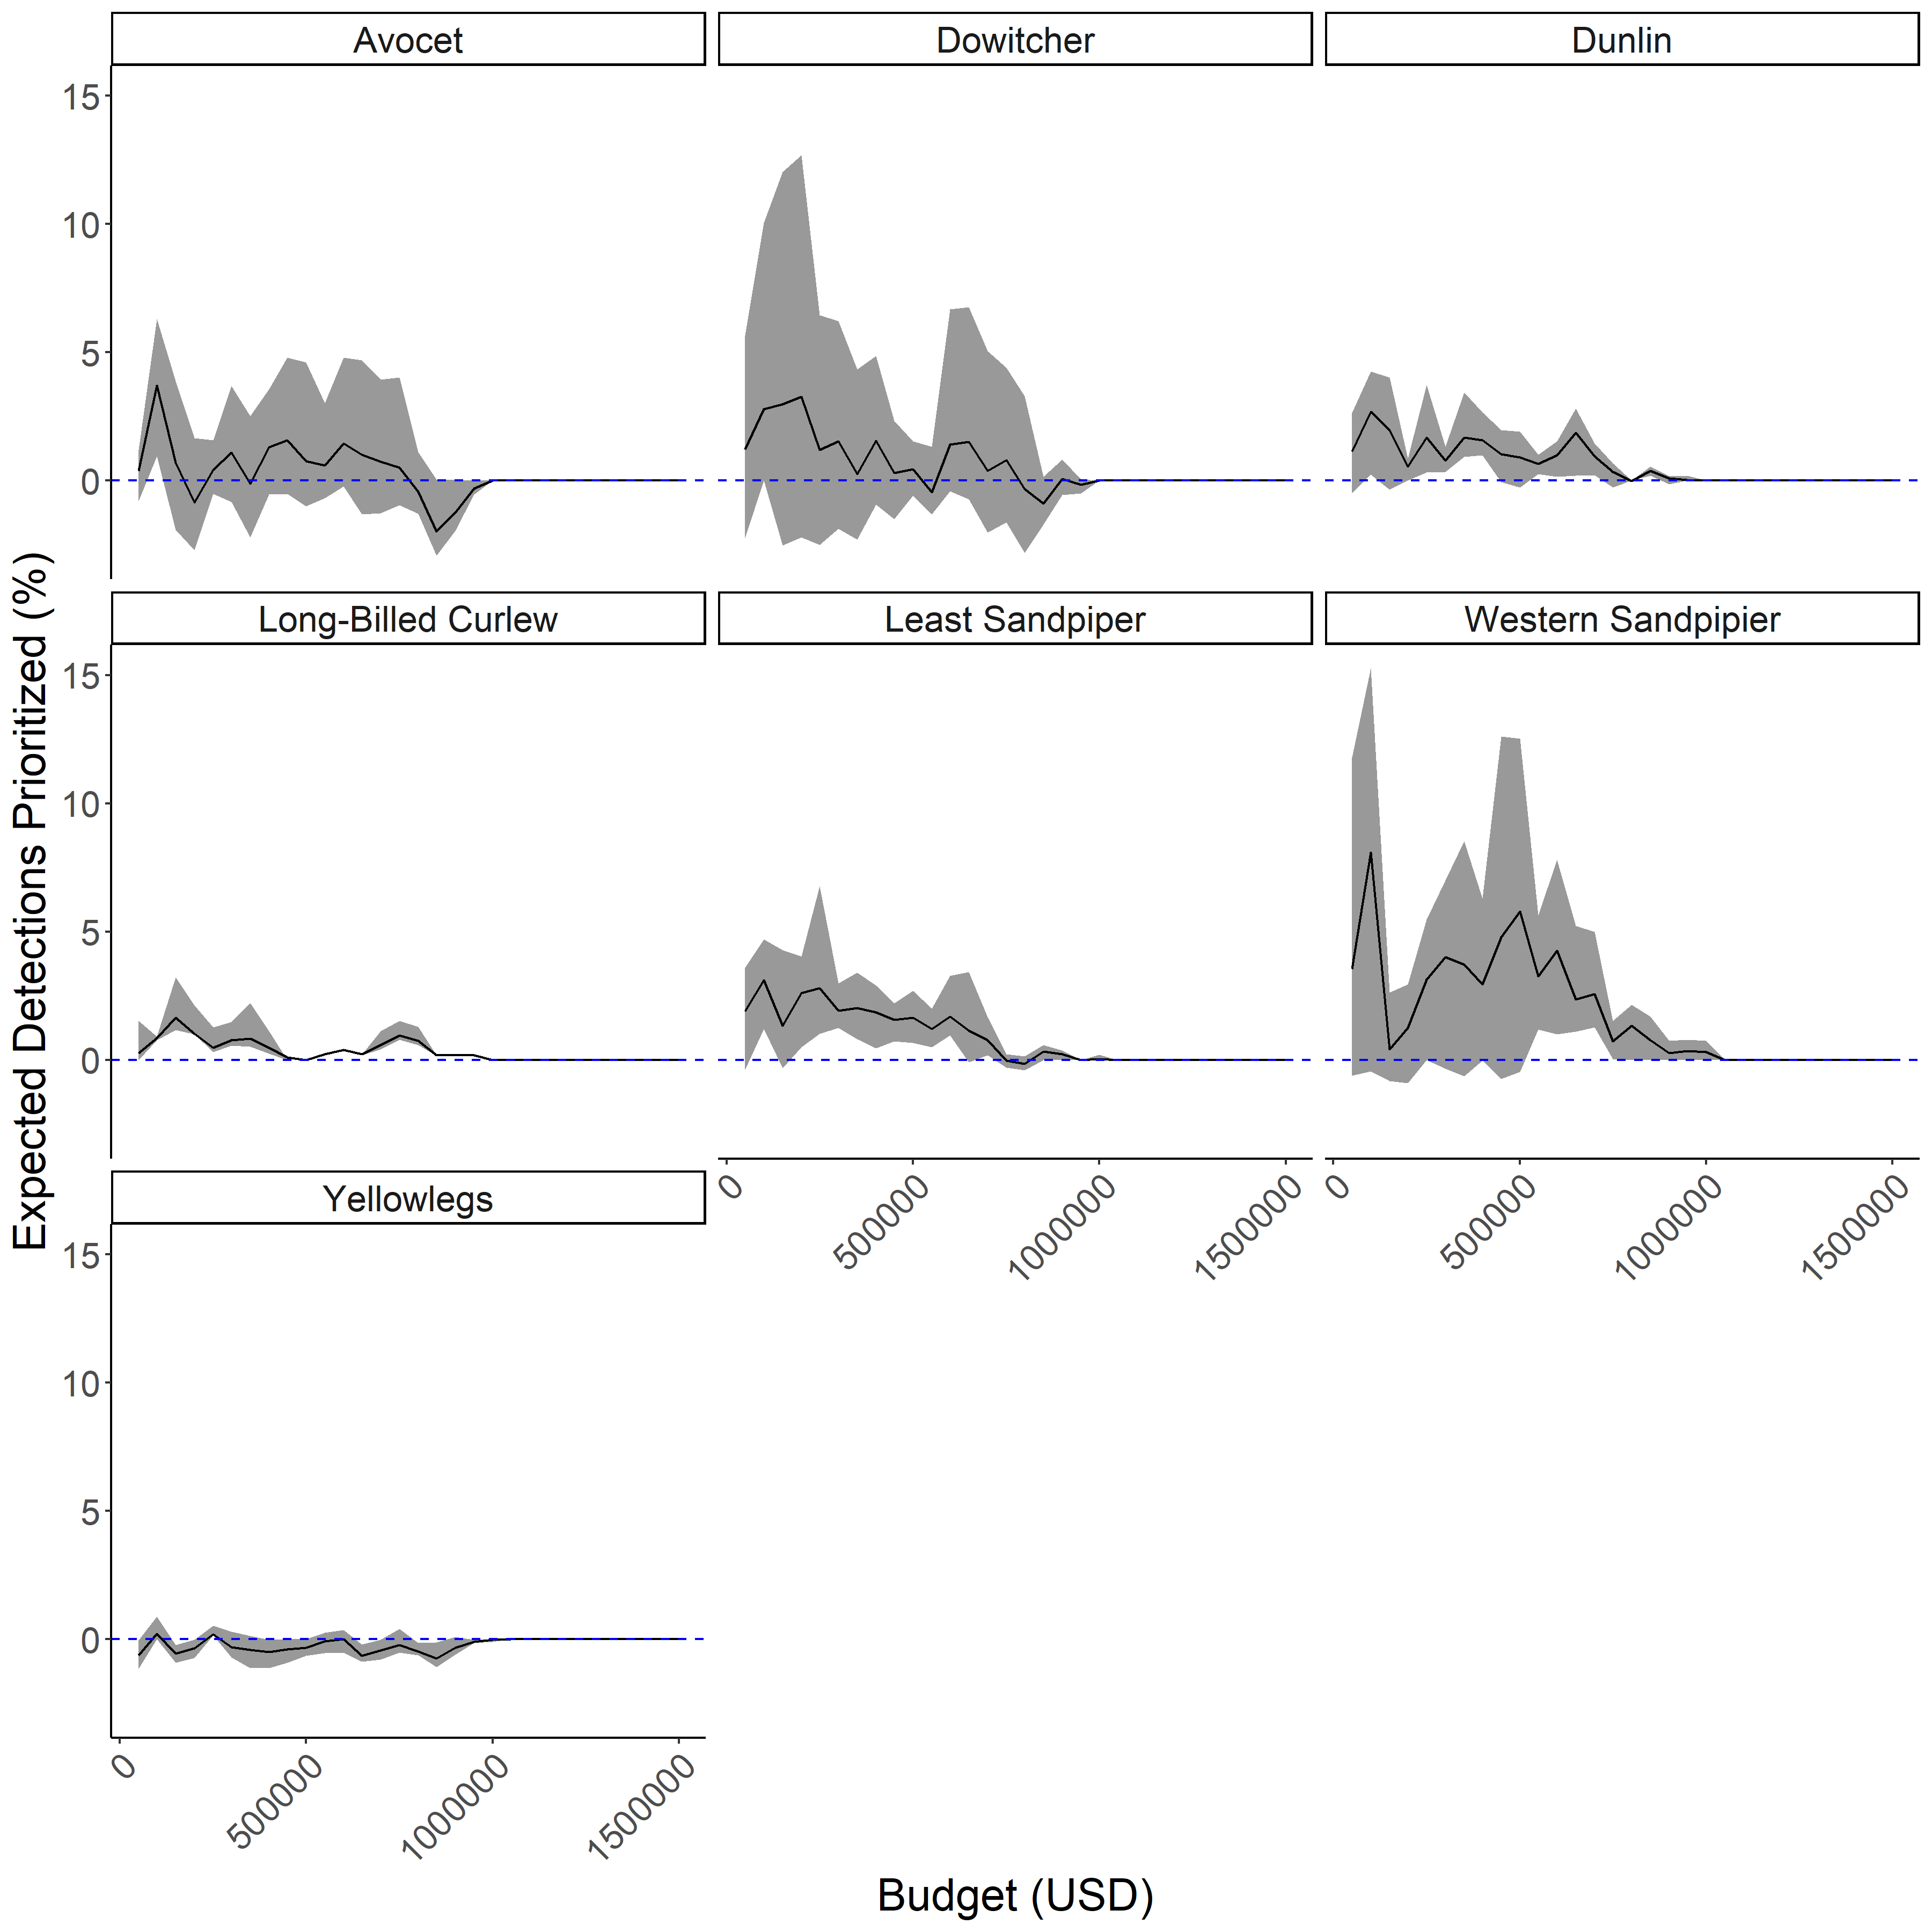 Avocet
Dowitcher
Dunlin
15
10
5
0
Long-Billed Curlew
Least Sandpiper
Western Sandpipier
15
10
5
0
0
500000
1000000
1500000
0
500000
1000000
1500000
Yellowlegs
15
10
5
0
0
500000
1000000
1500000
Expected Detections Prioritized (%)
Budget (USD)